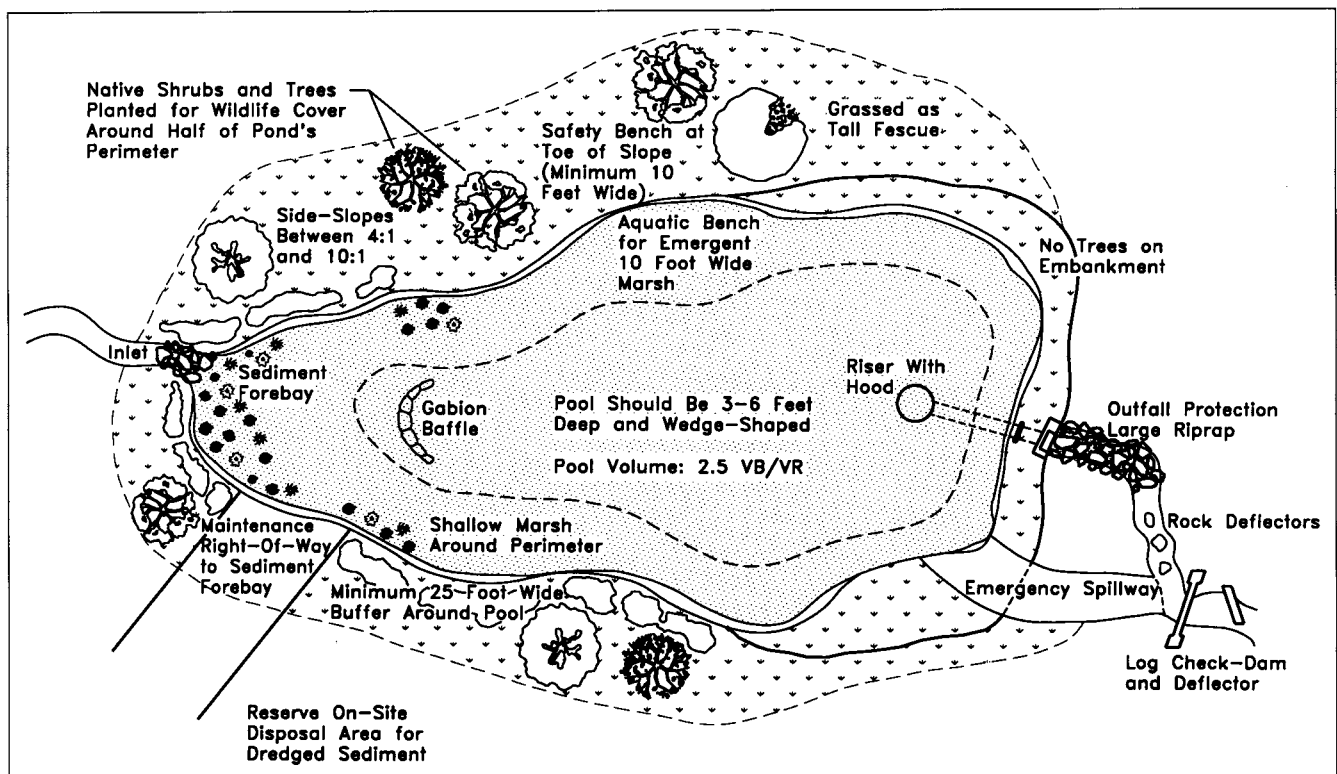 Native Shrubs and Trees
Planted for Wildlife Cover
Around Half of Pond's
Perimeter
Safety Bench at
Toe of Slope
(Minimum 10
Feet Wide)
Grassed as
Tall Fescue
Side-Slopes
Between 4:1
and 10:1
Aquatic Bench
for Emergent
10 Foot Wide
Marsh
No Trees on
Embankment
Inlet
Sediment
Forebay
Gabion
Baffle
Pool Should Be 3-6 Feet
Deep and Wedge-Shaped
Pool Volume: 2.5 VB/VR
Riser With
Hood
Outfall Protection
Large Riprap
Rock Deflectors
Maintenance
Right-Of-Way
to Sediment
Forebay
Shallow Marsh
Around Perimeter
Minimum 25-Foot-Wide
Buffer Around Pool
Emergency Spillway
Log Check-Dam
and Deflector
Reserve On-Site
Disposal Area for
Dredged Sediment